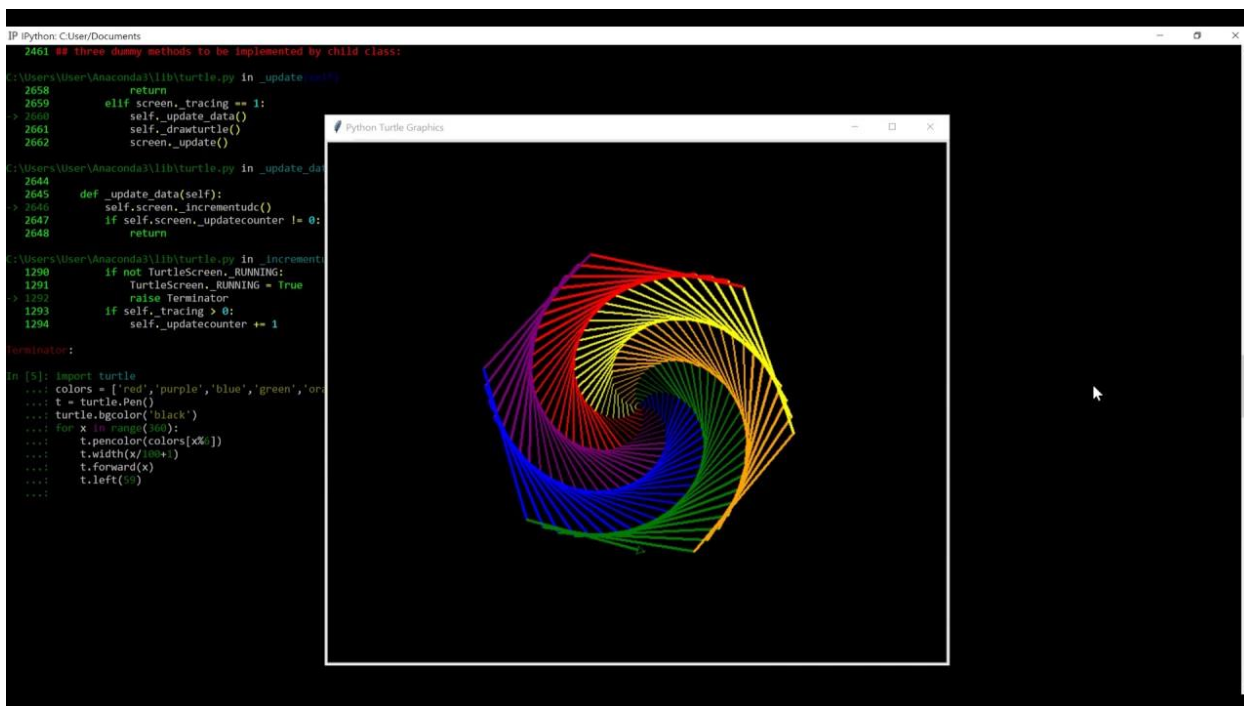 IP IPython: C:User/Documents
2461 ## three dummy methods to be implemented by child class:
C:\Users\User\Anaconda3\lib\turtle.py in _update(self)
2658 return
2659 elif screen._tracing == 1:
-> 2660 self._update_data()
2661 self._drawturtle()
2662 screen._update()
C:\Users\User\Anaconda3\lib\turtle.py in _update_dat
2644
2645 def _update_data(self):
-> 2646 self.screen._incrementudc()
2647 if self.screen._updatecounter != 0:
2648 return
C:\Users\User\Anaconda3\lib\turtle.py in _incrementu
1290 if not TurtleScreen._RUNNING:
1291 TurtleScreen._RUNNING = True
-> 1292 raise Terminator
1293 if self._tracing > 0:
1294 self._updatecounter += 1
Terminator:
In [5]: import turtle
...: colors = ['red','purple','blue','green','ora
...: t = turtle.Pen()
...: turtle.bgcolor('black')
...: for x in range(360):
...: t.pencolor(colors[x%6])
...: t.width(x/100+1)
...: t.forward(x)
...: t.left(59)
...:
Python Turtle Graphics